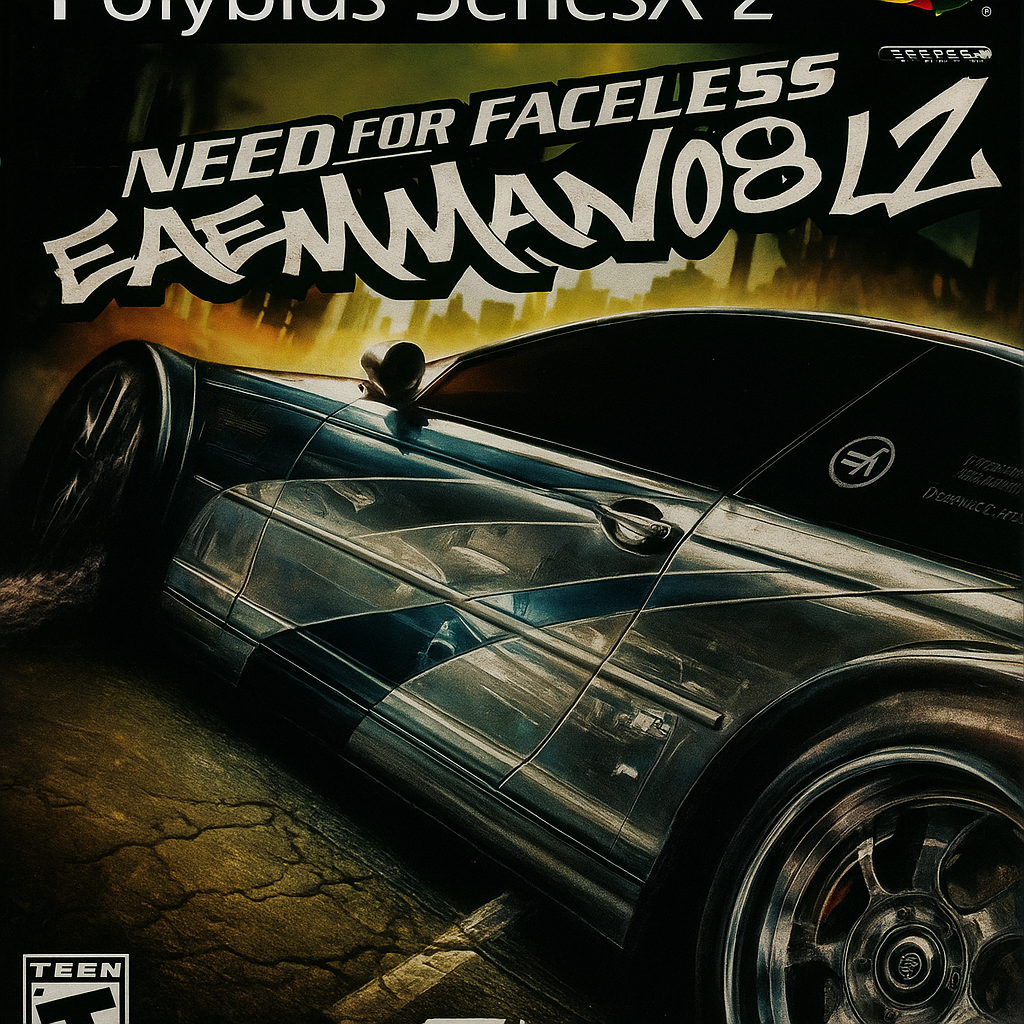 Polybius SeriesX 2
NEED FOR FACELESS
EAEMMAN08LZ
TEEN
T